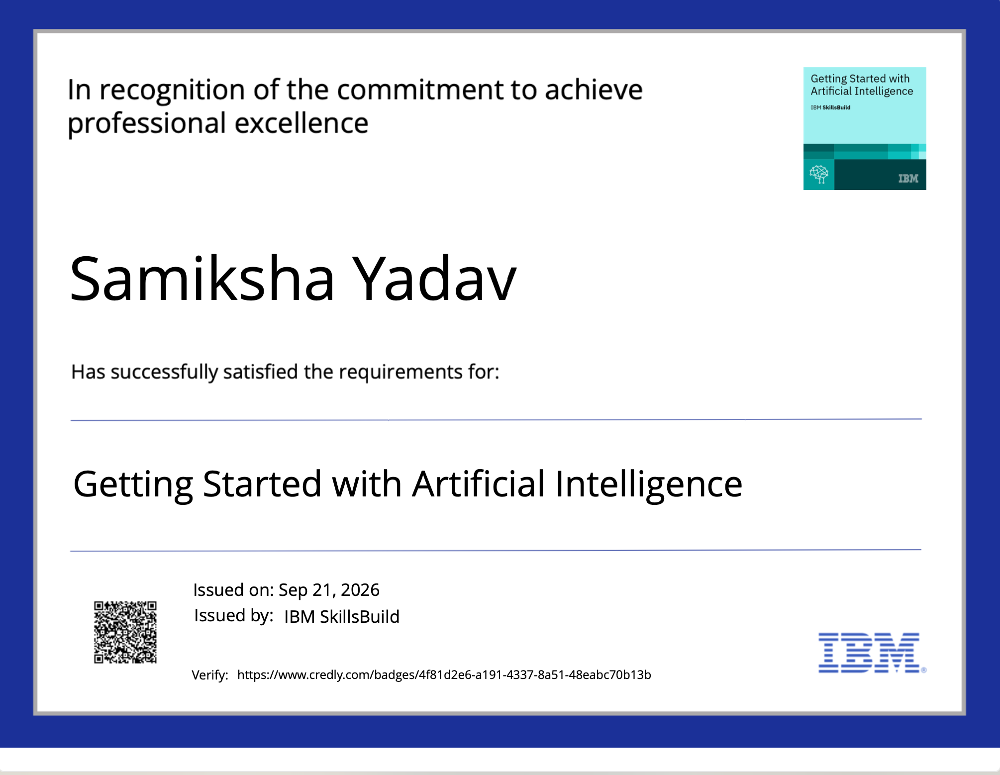 In recognition of the commitment to achieve
professional excellence
Getting Started with
Artificial Intelligence
IBM SkillsBuild
IBM
Samiksha Yadav
Has successfully satisfied the requirements for:
Getting Started with Artificial Intelligence
Issued on: Sep 21, 2026
Issued by: IBM SkillsBuild
Verify: https://www.credly.com/badges/4f81d2e6-a191-4337-8a51-48eabc70b13b
IBM®